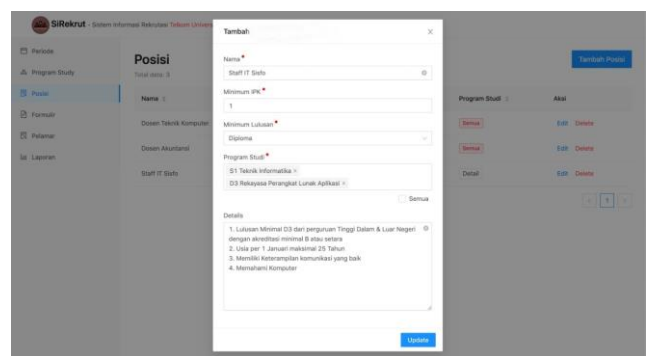 SiRekrut - Sistem Informasi Rekrutasi Telkom Univers
Periode
Program Study
Posisi
Formulir
Pelamar
Laporan
Posisi
Total data: 3
Tambah Posisi
Nama
Program Studi
Aksi
Dosen Teknik Komputer
Semua
Edit Delete
Dosen Akuntansi
Semua
Edit Delete
Staff IT Sisfo
Detail
Edit Delete
1
Tambah
Nama *
Staff IT Sisfo
Minimum IPK *
1
Minimum Lulusan *
Diploma
Program Studi *
S1 Teknik Informatika ×
D3 Rekayasa Perangkat Lunak Aplikasi ×
Semua
Details
1. Lulusan Minimal D3 dari perguruan Tinggi Dalam & Luar Negeri
dengan akreditasi minimal B atau setara
2. Usia per 1 Januari maksimal 25 Tahun
3. Memiliki Keterampilan komunikasi yang baik
4. Memahami Komputer
Update